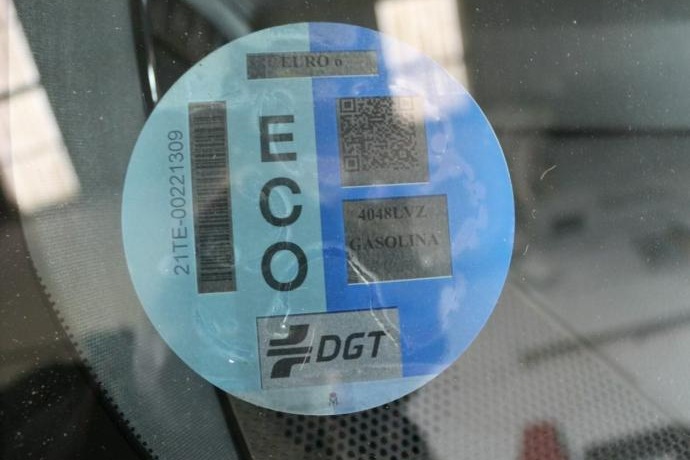 EURO 6
21TE-00221309
ECO
4048LVZ
GASOLINA
DGT